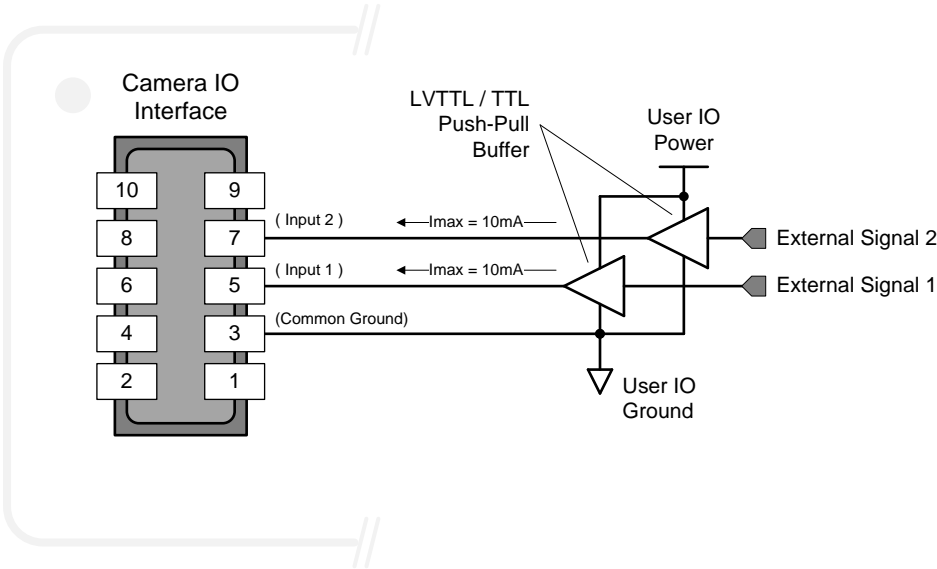 Camera IO
Interface
LVTTL / TTL
Push-Pull
Buffer
User IO
Power
10
9
( Input 2 )
Imax = 10mA
8
7
External Signal 2
( Input 1 )
Imax = 10mA
6
5
External Signal 1
(Common Ground)
4
3
2
1
User IO
Ground